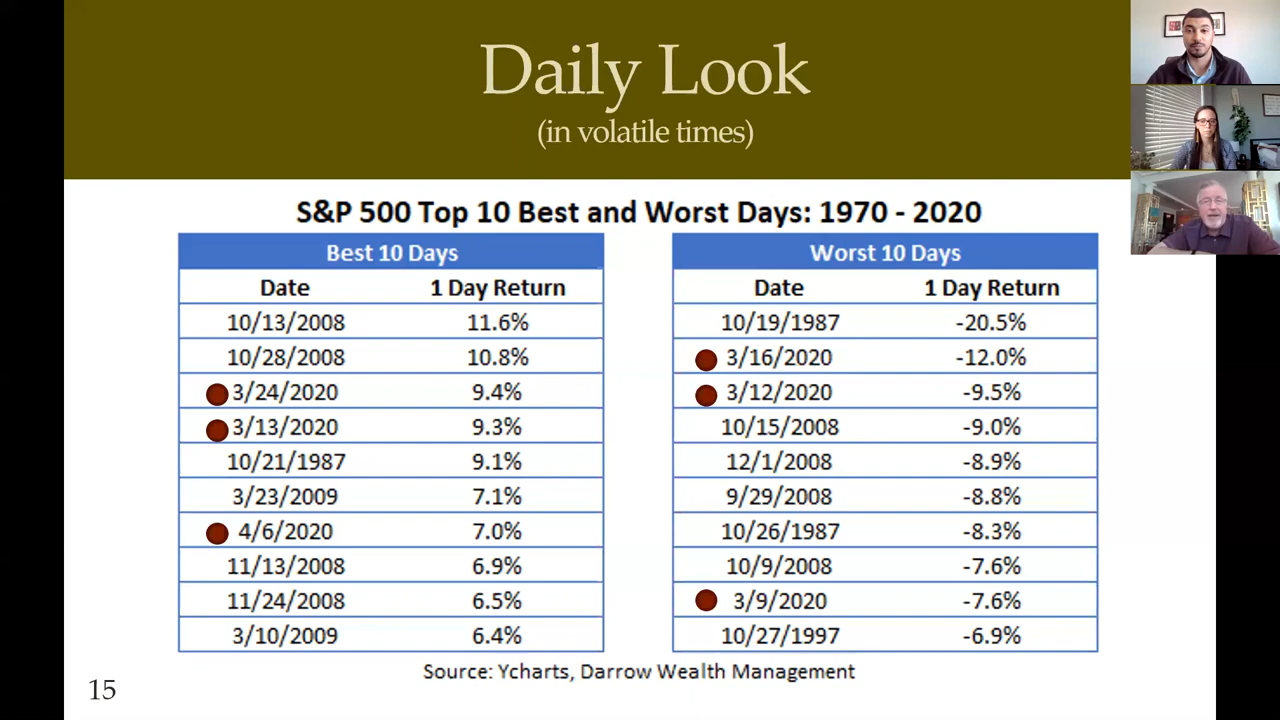 Daily Look
(in volatile times)
S&P 500 Top 10 Best and Worst Days: 1970 - 2020
Best 10 Days
Date 1 Day Return
10/13/2008 11.6%
10/28/2008 10.8%
3/24/2020 9.4%
3/13/2020 9.3%
10/21/1987 9.1%
3/23/2009 7.1%
4/6/2020 7.0%
11/13/2008 6.9%
11/24/2008 6.5%
3/10/2009 6.4%
Worst 10 Days
Date 1 Day Return
10/19/1987 -20.5%
3/16/2020 -12.0%
3/12/2020 -9.5%
10/15/2008 -9.0%
12/1/2008 -8.9%
9/29/2008 -8.8%
10/26/1987 -8.3%
10/9/2008 -7.6%
3/9/2020 -7.6%
10/27/1997 -6.9%
Source: Ycharts, Darrow Wealth Management
15